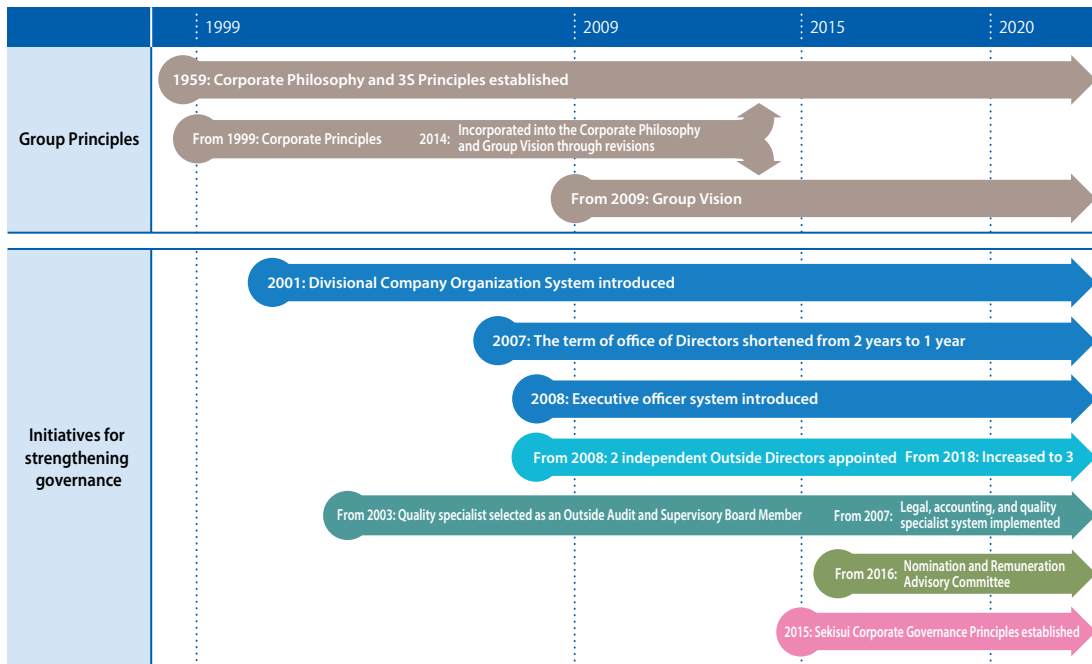 1999
2009
2015
2020
Group Principles
1959: Corporate Philosophy and 3S Principles established
From 1999: Corporate Principles
2014:
Incorporated into the Corporate Philosophy
and Group Vision through revisions
From 2009: Group Vision
Initiatives for
strengthening
governance
2001: Divisional Company Organization System introduced
2007: The term of office of Directors shortened from 2 years to 1 year
2008: Executive officer system introduced
From 2008: 2 independent Outside Directors appointed
From 2018: Increased to 3
From 2003: Quality specialist selected as an Outside Audit and Supervisory Board Member
From 2007:
Legal, accounting, and quality
specialist system implemented
From 2016:
Nomination and Remuneration
Advisory Committee
2015: Sekisui Corporate Governance Principles established